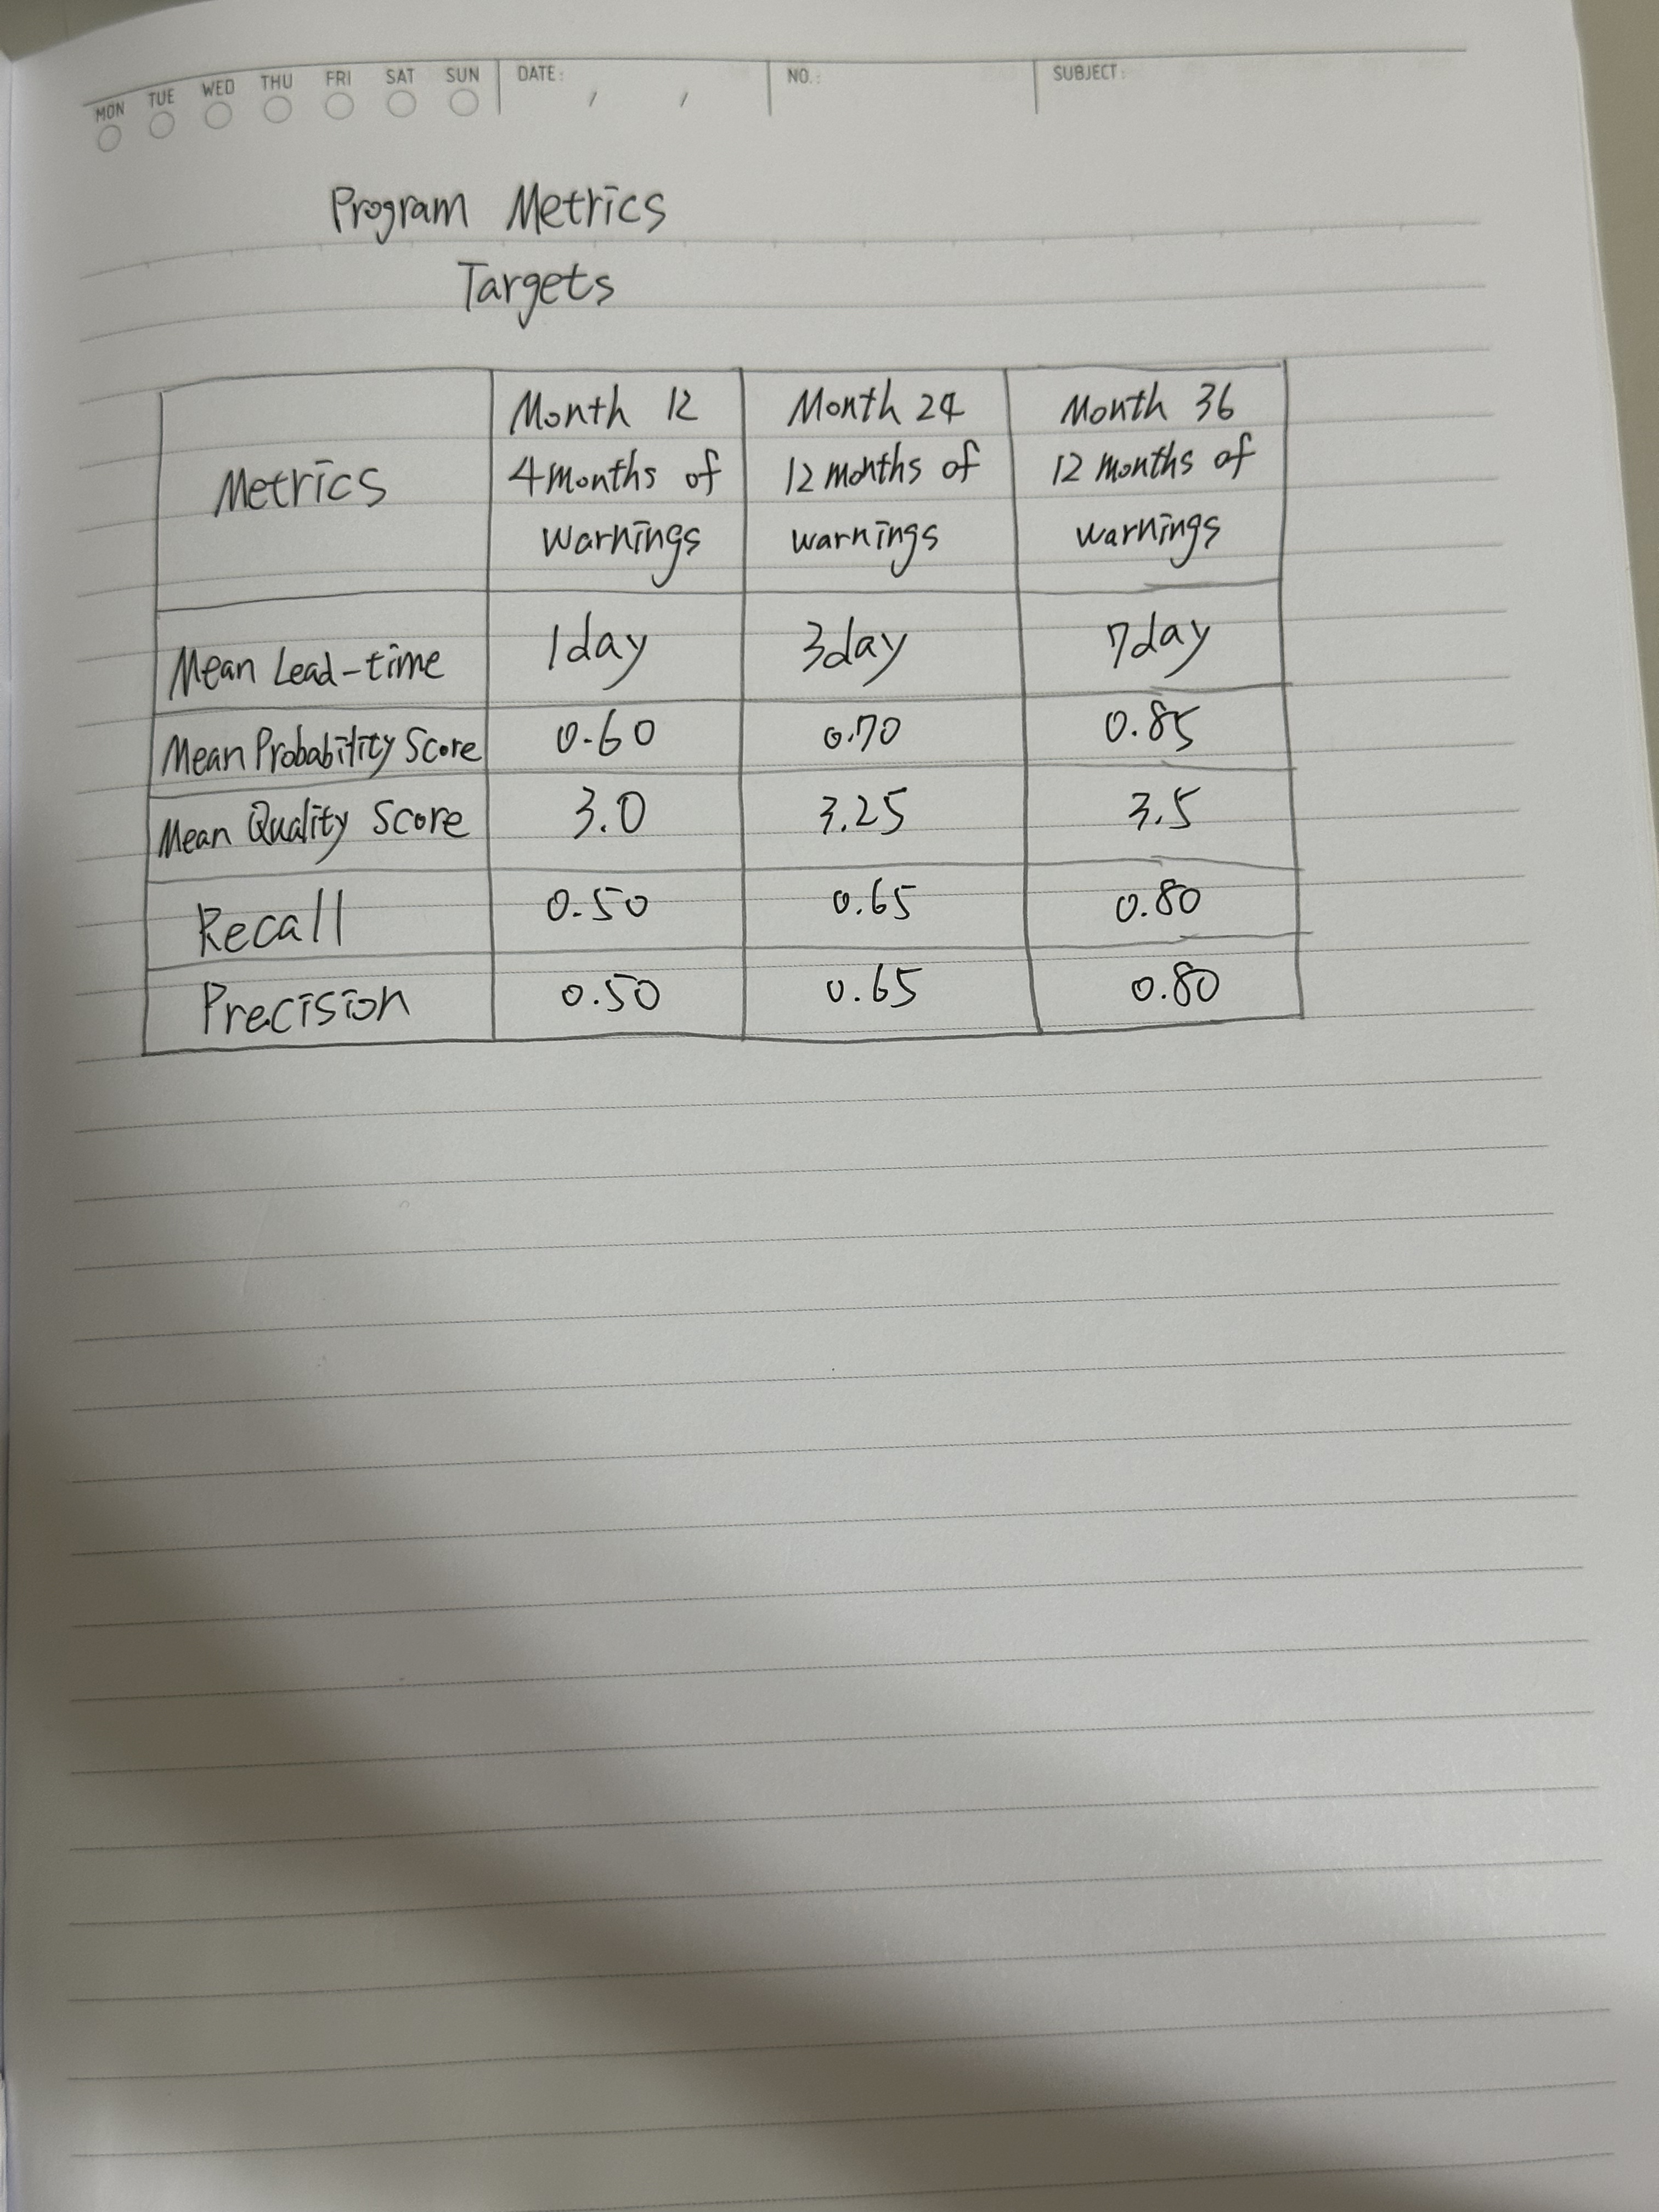 MON TUE WED THU FRI SAT SUN DATE: / / NO.: SUBJECT:
Program Metrics
Targets
Metrics
Month 12
4 months of
warnings
Month 24
12 months of
warnings
Month 36
12 months of
warnings
Mean Lead-time 1day 3day 7day
Mean Probability Score 0.60 0.70 0.85
Mean Quality Score 3.0 3.25 3.5
Recall 0.50 0.65 0.80
Precision 0.50 0.65 0.80